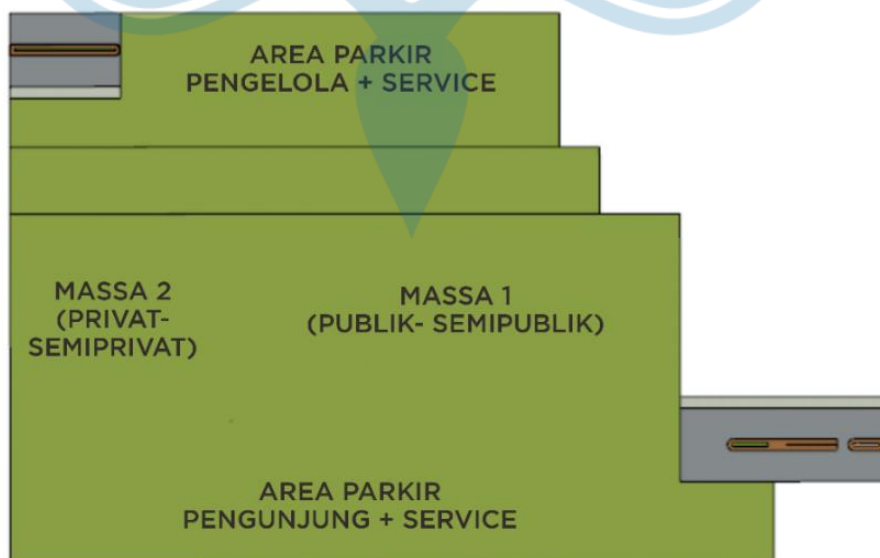 AREA PARKIR
PENGELOLA + SERVICE
MASSA 2
(PRIVAT-
SEMIPRIVAT)
MASSA 1
(PUBLIK- SEMIPUBLIK)
AREA PARKIR
PENGUNJUNG + SERVICE